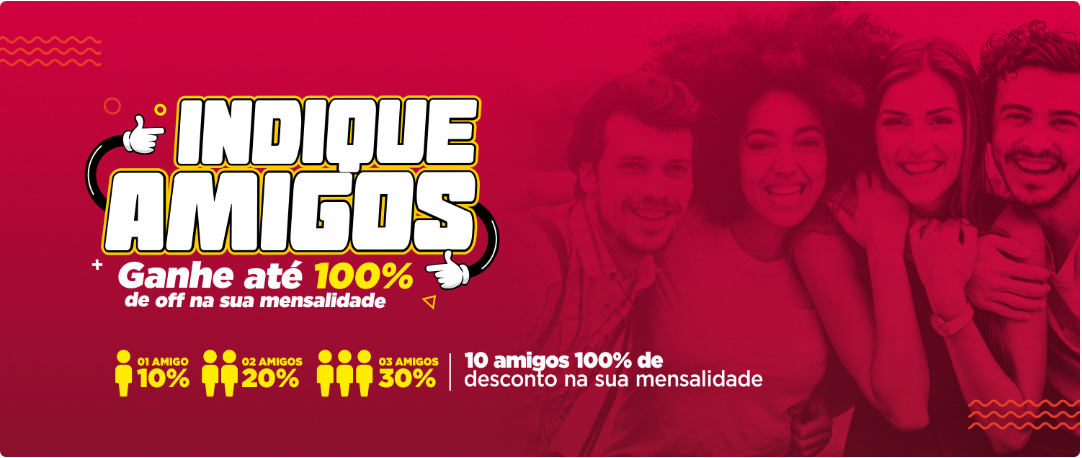 INDIQUE
AMIGOS
Ganhe até 100%
de off na sua mensalidade
01 AMIGO
10%
02 AMIGOS
20%
03 AMIGOS
30%
10 amigos 100% de
desconto na sua mensalidade